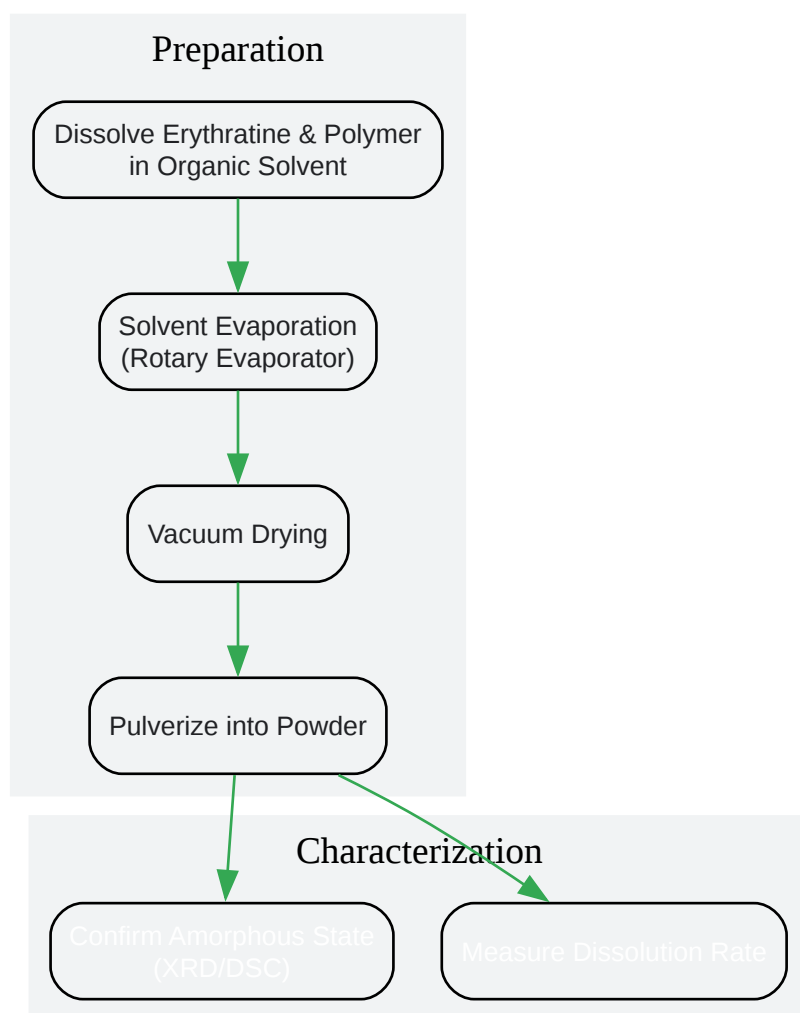 Preparation
Dissolve Erythratine & Polymer
in Organic Solvent
Solvent Evaporation
(Rotary Evaporator)
Vacuum Drying
Pulverize into Powder
Characterization
Confirm Amorphous State
(XRD/DSC)
Measure Dissolution Rate